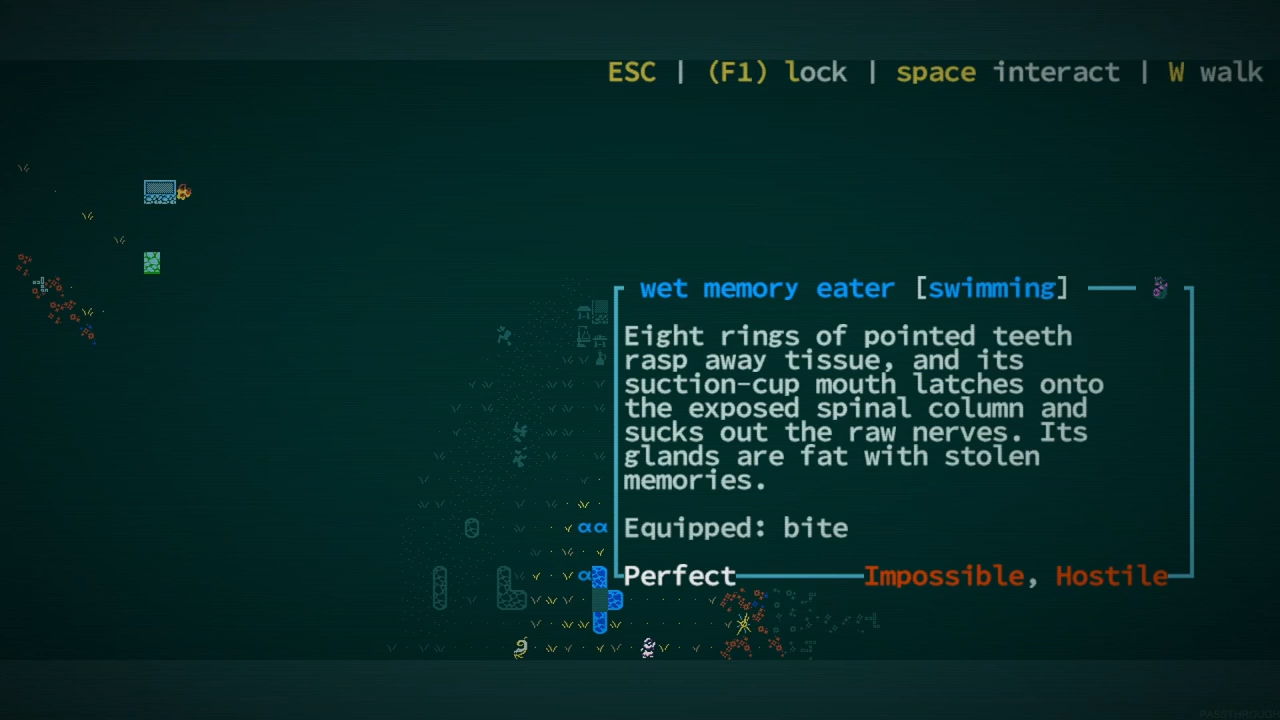 ESC | (F1) lock | space interact | W walk
wet memory eater [swimming]
Eight rings of pointed teeth
rasp away tissue, and its
suction-cup mouth latches onto
the exposed spinal column and
sucks out the raw nerves. Its
glands are fat with stolen
memories.
Equipped: bite
Perfect Impossible, Hostile